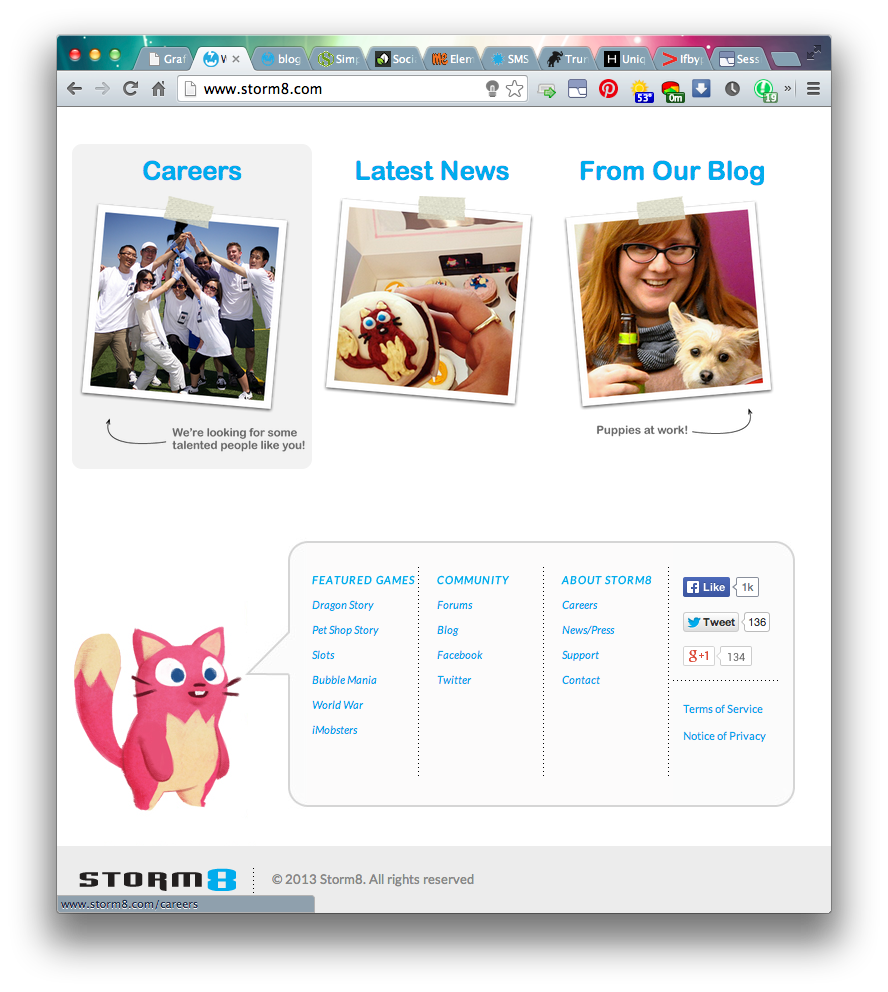 Graf
W
blog
Simp
Soci
Elem
SMS
Trur
Uniq
Ifby
Sess
www.storm8.com
53°
0m
19
Careers
Latest News
From Our Blog
We're looking for some
talented people like you!
Puppies at work!
FEATURED GAMES
Dragon Story
Pet Shop Story
Slots
Bubble Mania
World War
iMobsters
COMMUNITY
Forums
Blog
Facebook
Twitter
ABOUT STORM8
Careers
News/Press
Support
Contact
Like 1k
Tweet 136
g+1 134
Terms of Service
Notice of Privacy
STORM8
© 2013 Storm8. All rights reserved
www.storm8.com/careers